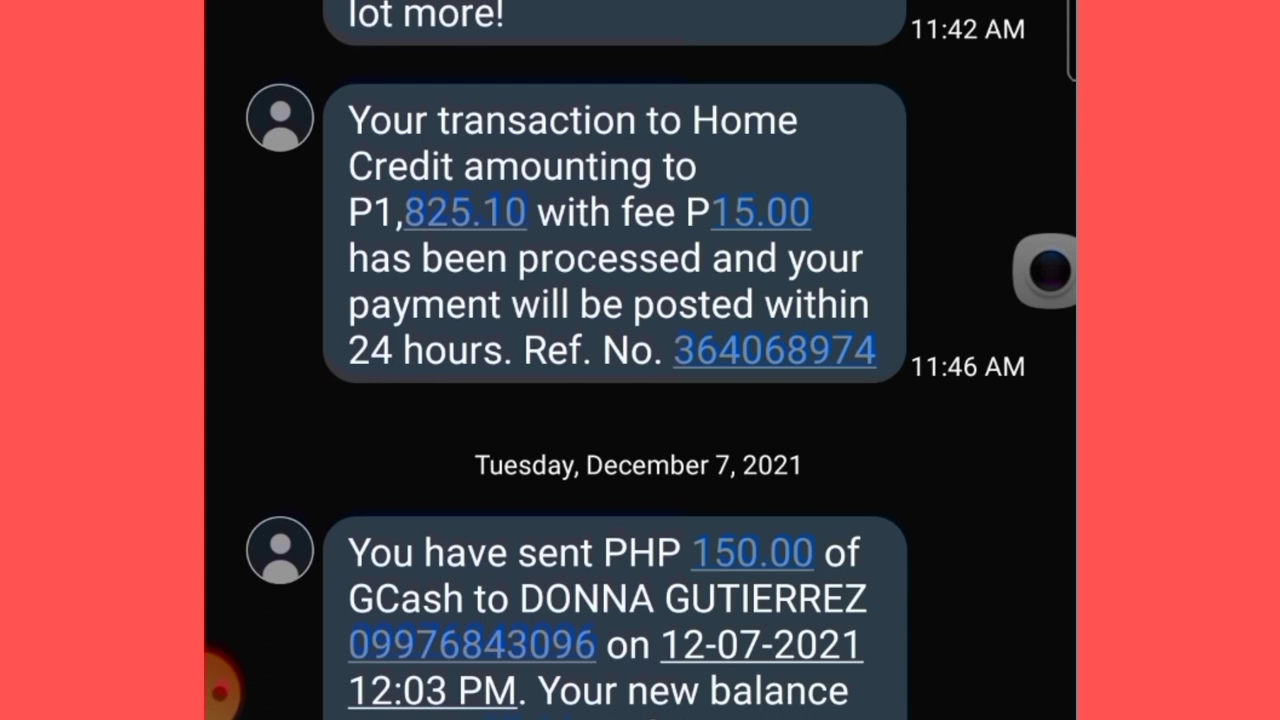 lot more!
11:42 AM
Your transaction to Home
Credit amounting to
P1,825.10 with fee P15.00
has been processed and your
payment will be posted within
24 hours. Ref. No. 364068974
11:46 AM
Tuesday, December 7, 2021
You have sent PHP 150.00 of
GCash to DONNA GUTIERREZ
09976843096 on 12-07-2021
12:03 PM. Your new balance